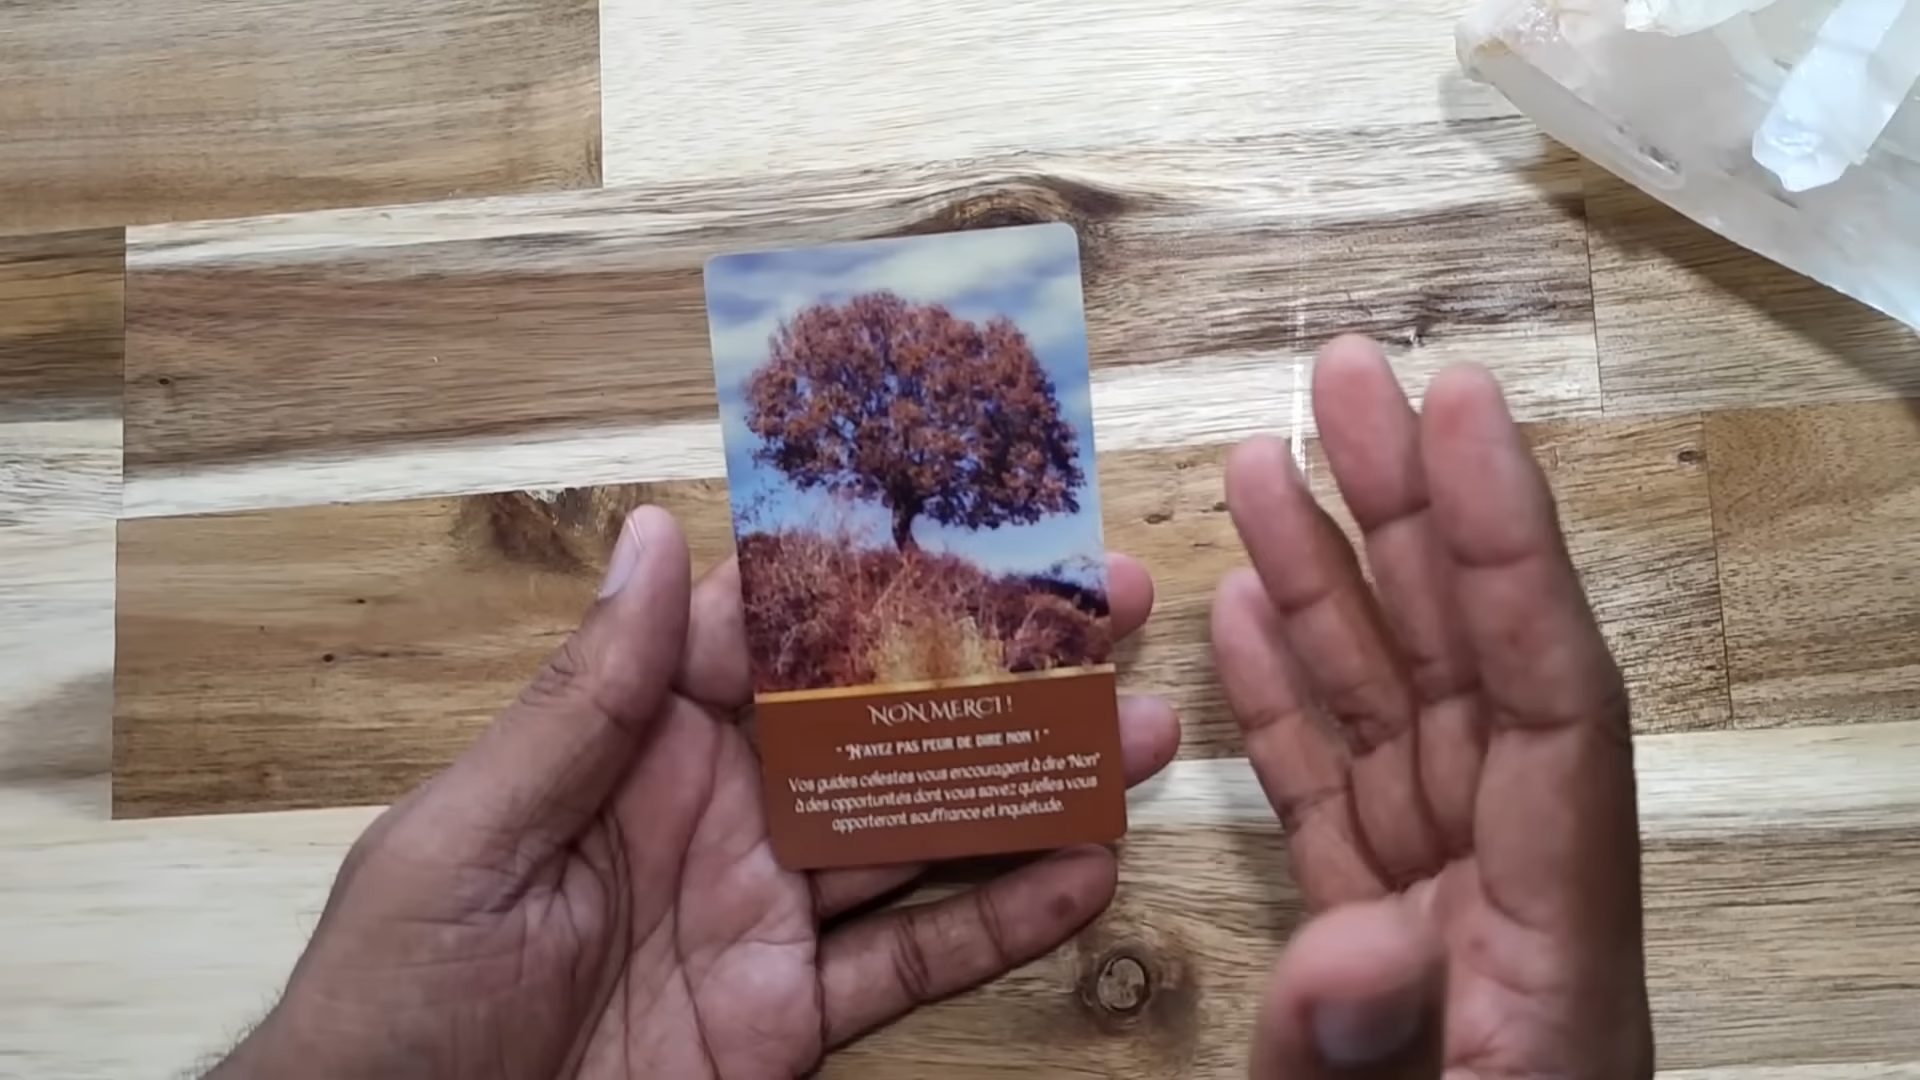 NON MERCI !
"N'AYEZ PAS PEUR DE DIRE NON ! "
Vos guides célestes vous encouragent à dire "Non"
à des opportunités dont vous savez qu'elles vous
apporteront souffrance et inquiétude.